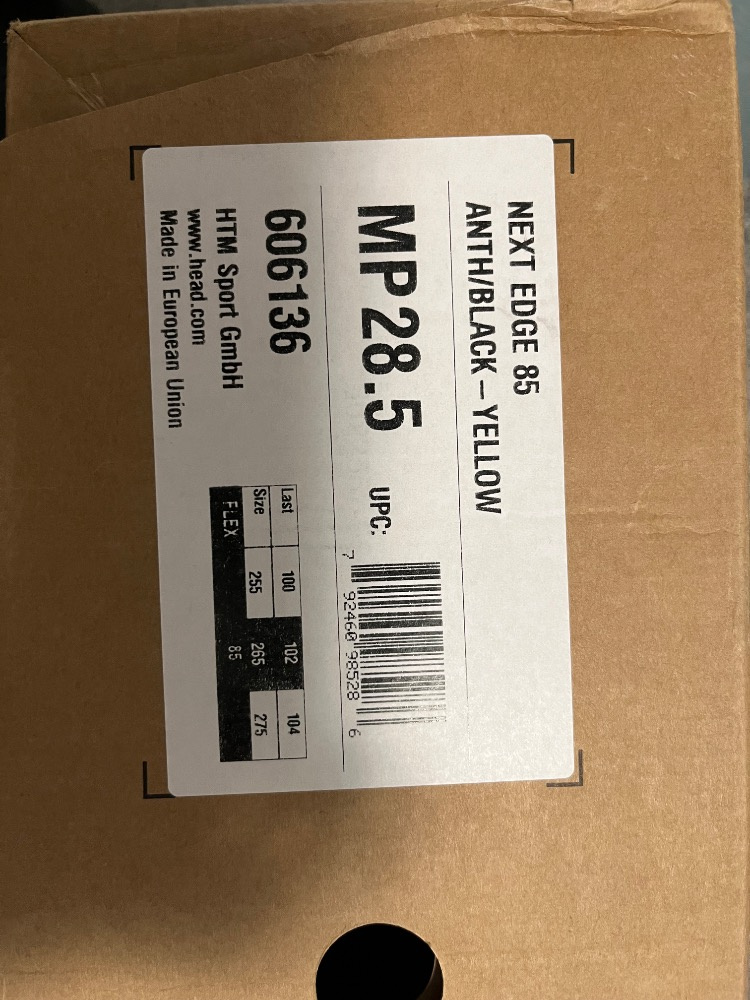 NEXT EDGE 85
ANTH/BLACK – YELLOW
MP 28.5
UPC:
7 92460 98528 6
606136
HTM Sport GmbH
www.head.com
Made in European Union
Last 100 102 104
Size 255 265 275
FLEX 85